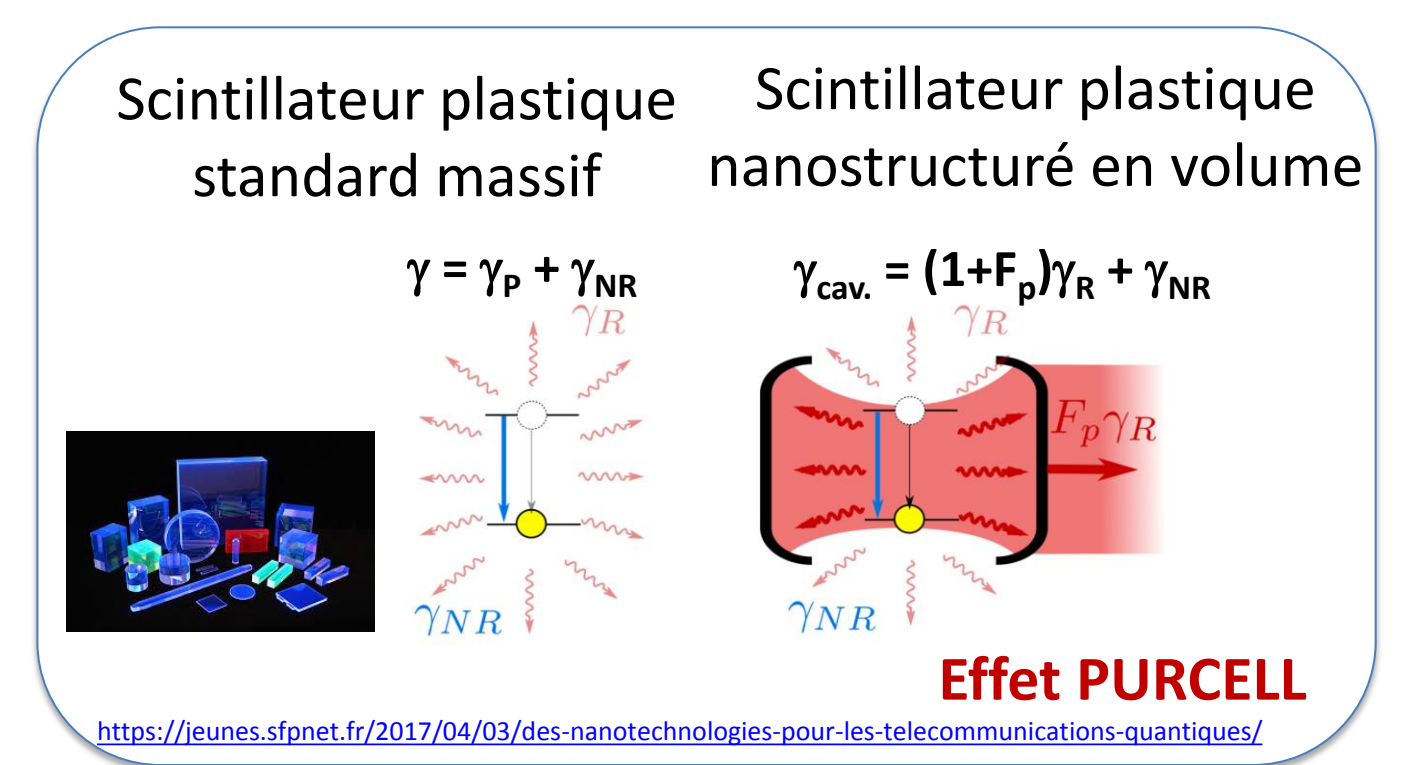 Scintillateur plastique
standard massif
γ = γP + γNR
γR
γNR
Scintillateur plastique
nanostructuré en volume
γcav. = (1+Fp)γR + γNR
γR
FpγR
γNR
Effet PURCELL
https://jeunes.sfpnet.fr/2017/04/03/des-nanotechnologies-pour-les-telecommunications-quantiques/